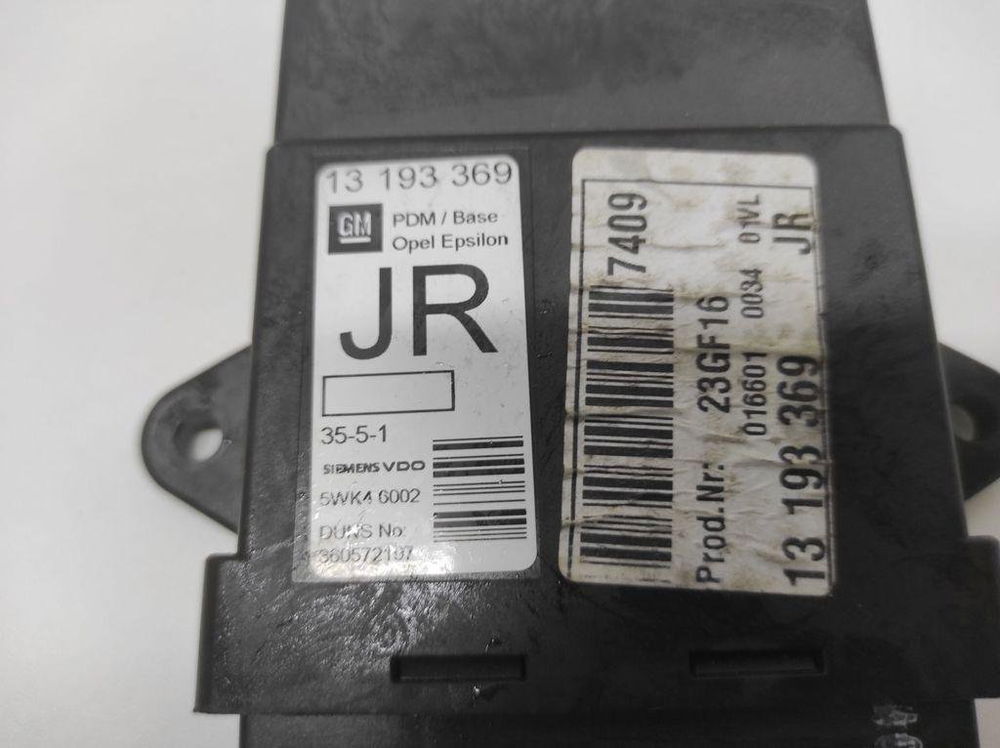 13 193 369
GM
PDM / Base
Opel Epsilon
JR
35-5-1
SIEMENS VDO
5WK4 6002
DUNS No:
360572107
7409
Prod.Nr.: 23GF16
016601 0034 01VL
13 193 369 JR